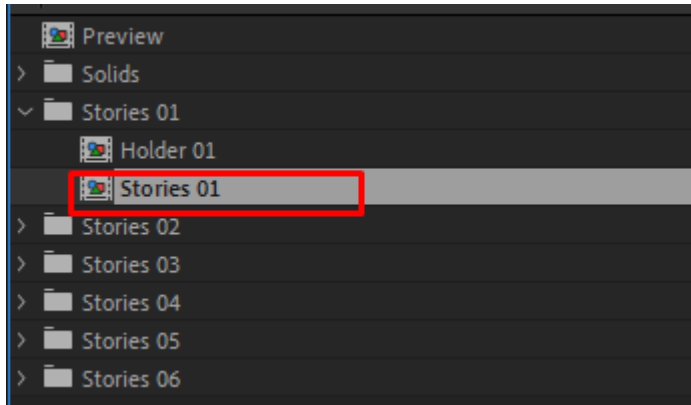 Preview
Solids
Stories 01
Holder 01
Stories 01
Stories 02
Stories 03
Stories 04
Stories 05
Stories 06